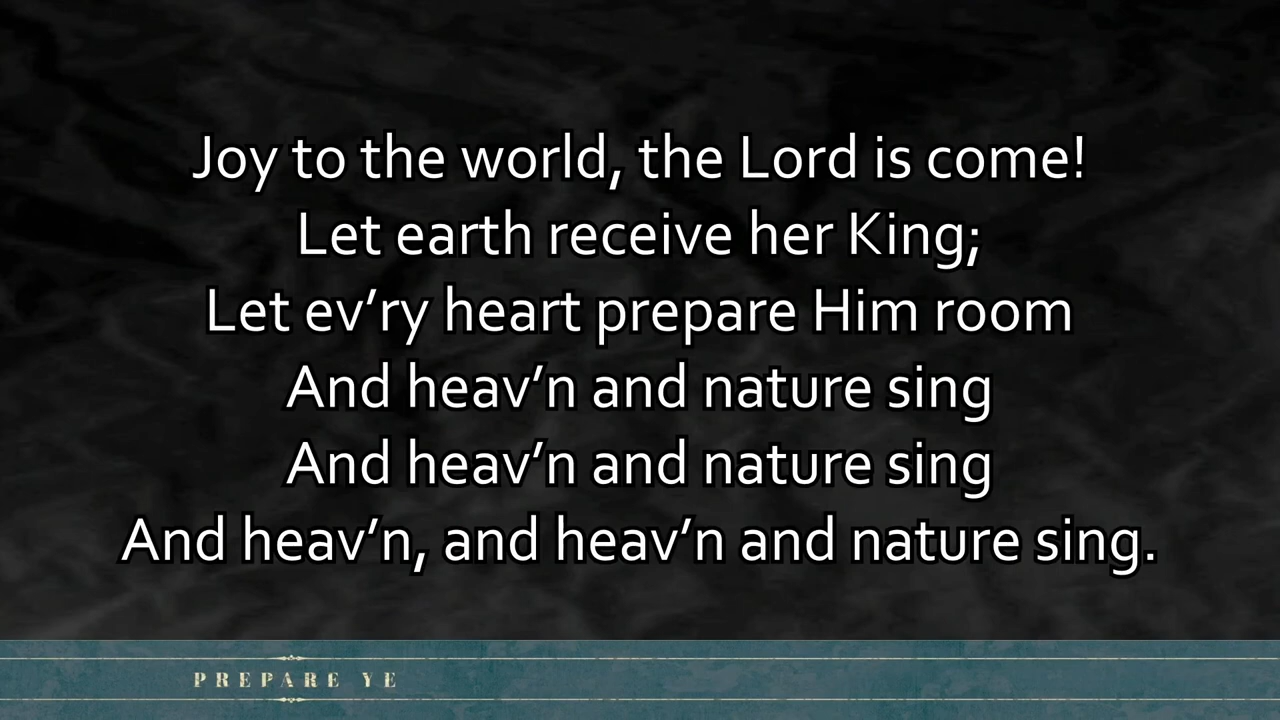 Joy to the world, the Lord is come!
Let earth receive her King;
Let ev’ry heart prepare Him room
And heav’n and nature sing
And heav’n and nature sing
And heav’n, and heav’n and nature sing.
PREPARE YE